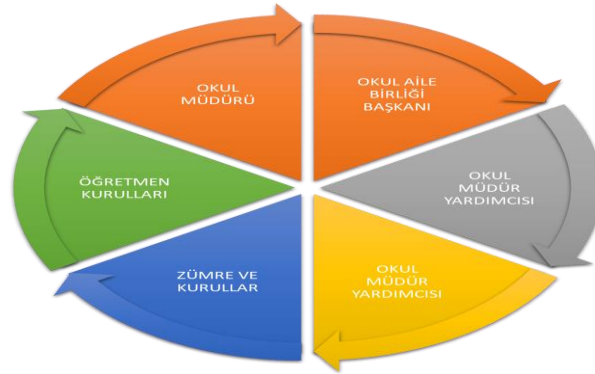 OKUL
MÜDÜRÜ
OKUL AİLE
BİRLİĞİ
BAŞKANI
OKUL
MÜDÜR
YARDIMCISI
OKUL
MÜDÜR
YARDIMCISI
ZÜMRE VE
KURULLAR
ÖĞRETMEN
KURULLARI